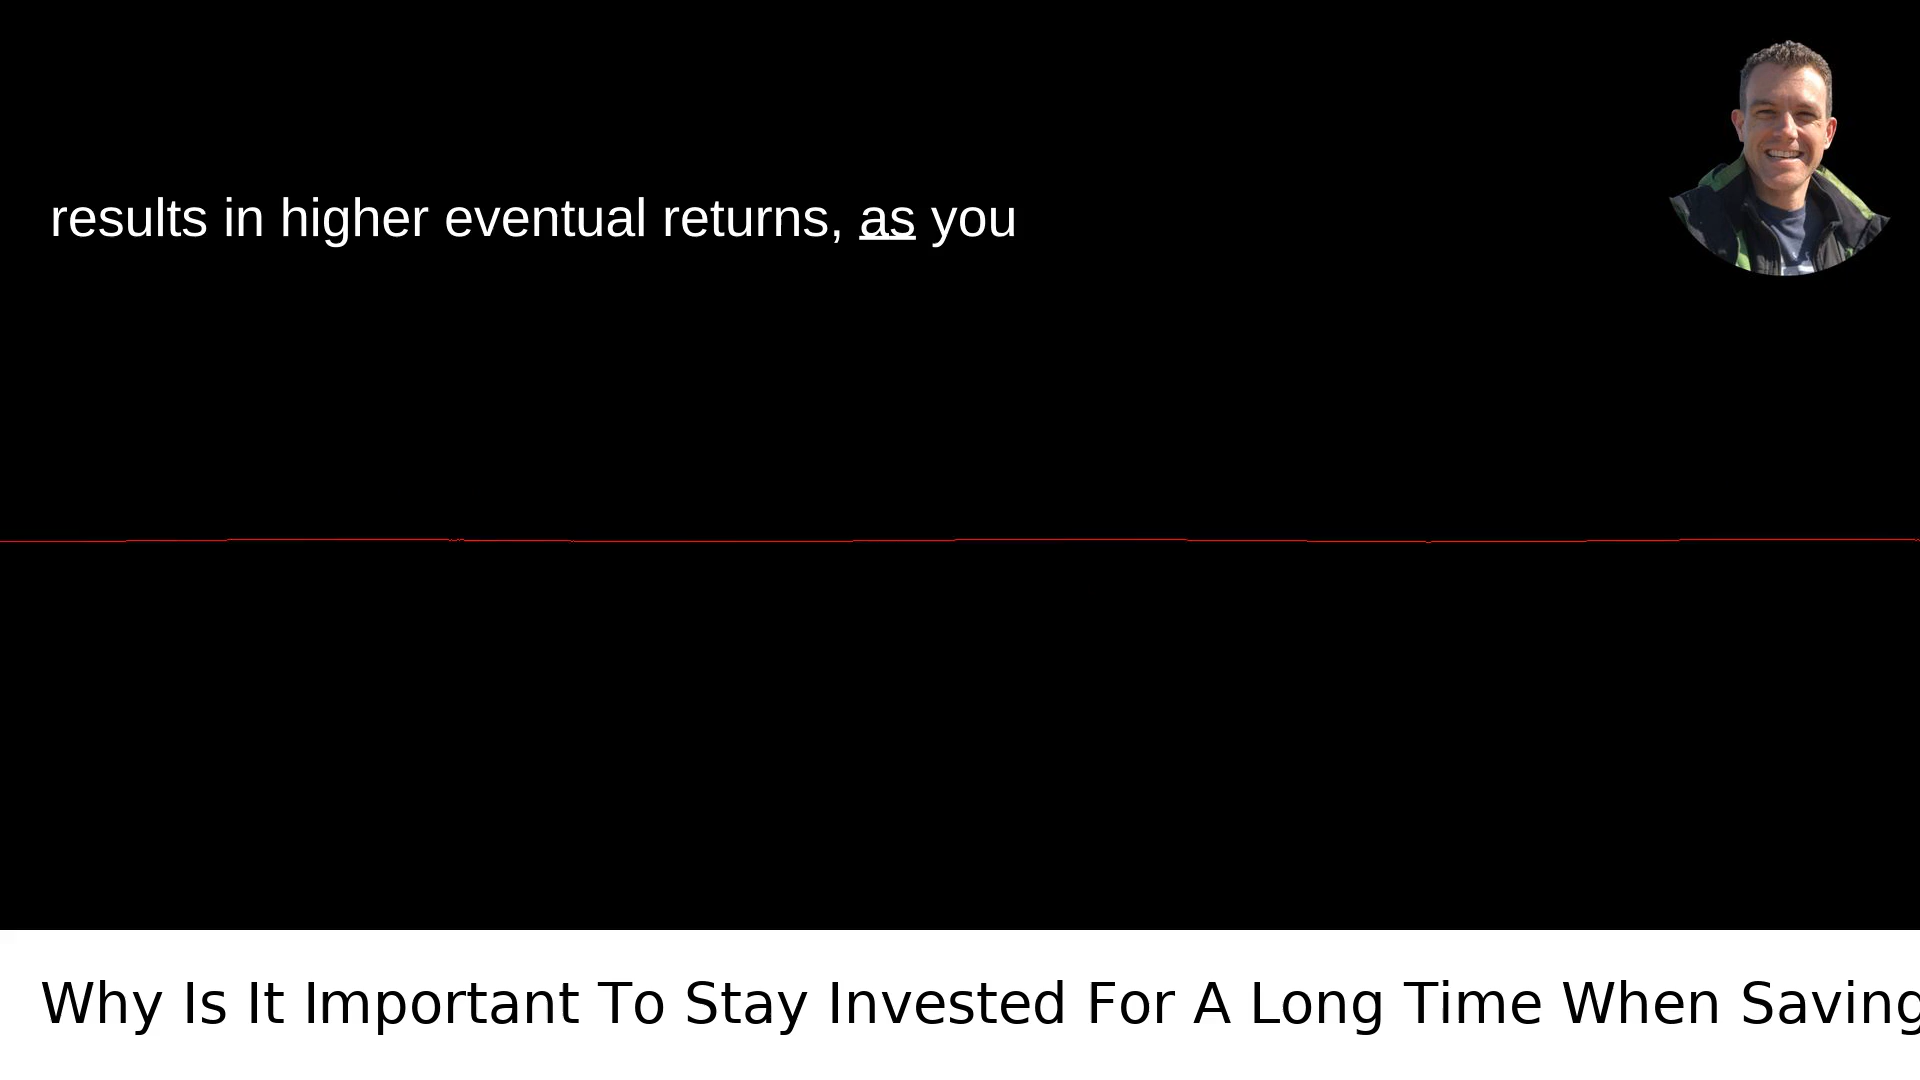 results in higher eventual returns, as you
Why Is It Important To Stay Invested For A Long Time When Saving